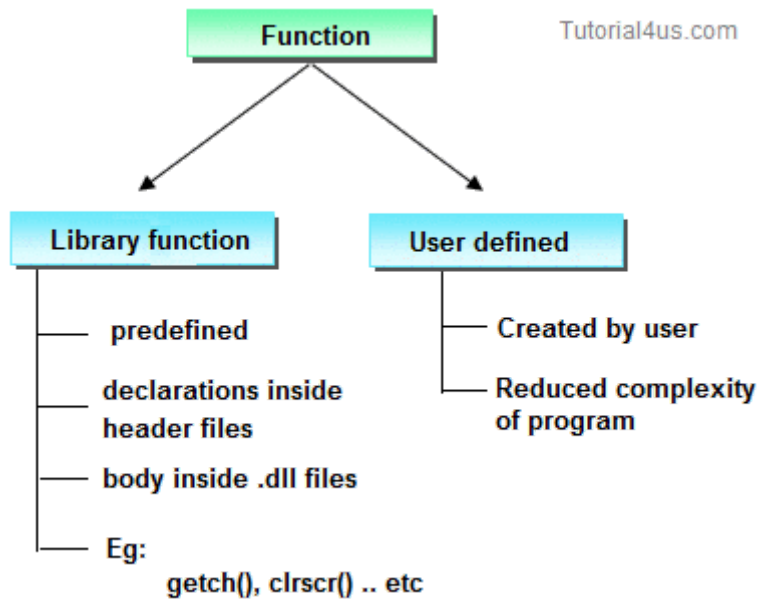 Function
Tutorial4us.com
Library function
predefined
declarations inside
header files
body inside .dll files
Eg:
getch(), clrscr() .. etc
User defined
Created by user
Reduced complexity
of program